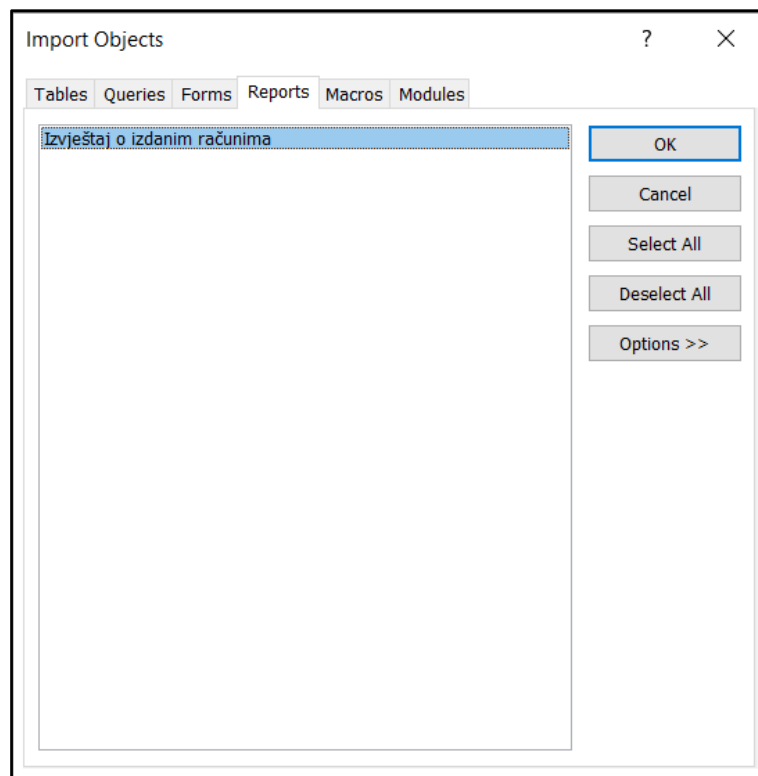 Import Objects
Tables Queries Forms Reports Macros Modules
Izvještaj o izdanim računima
OK
Cancel
Select All
Deselect All
Options >>